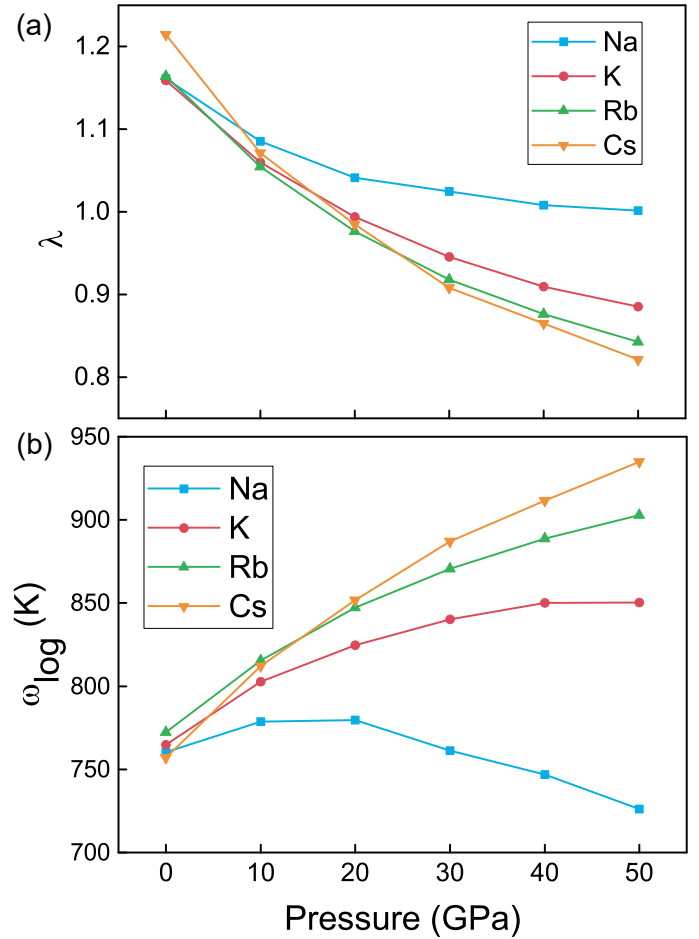 (a)
1.2
1.1
1.0
0.9
0.8
λ
Na
K
Rb
Cs
(b)
950
900
850
800
750
700
ω_log (K)
Na
K
Rb
Cs
0 10 20 30 40 50
Pressure (GPa)